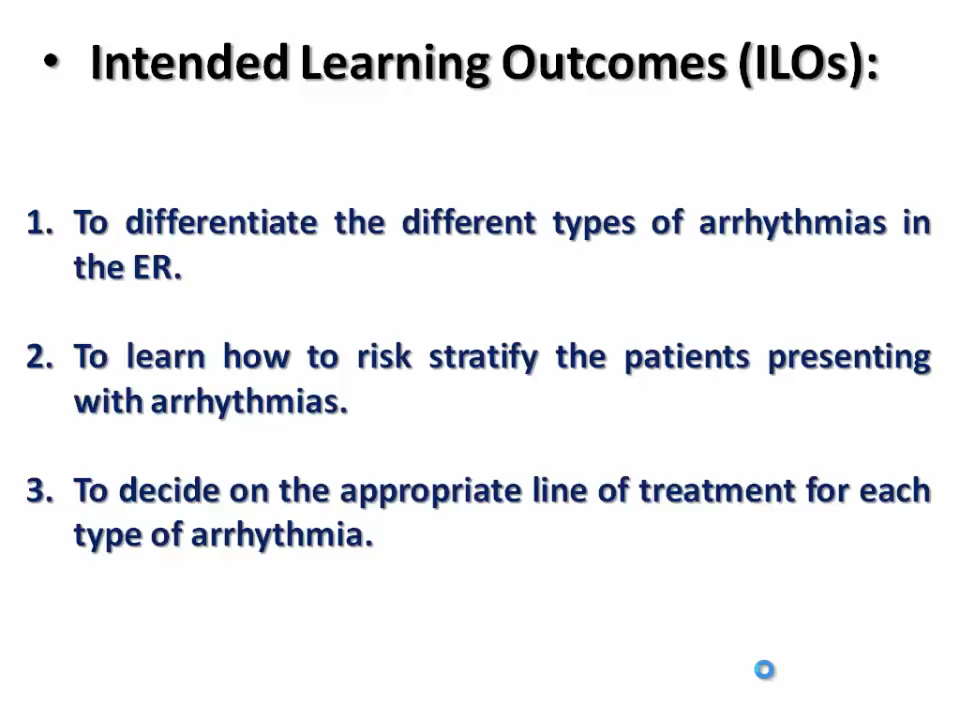 • Intended Learning Outcomes (ILOs):
1. To differentiate the different types of arrhythmias in
the ER.
2. To learn how to risk stratify the patients presenting
with arrhythmias.
3. To decide on the appropriate line of treatment for each
type of arrhythmia.